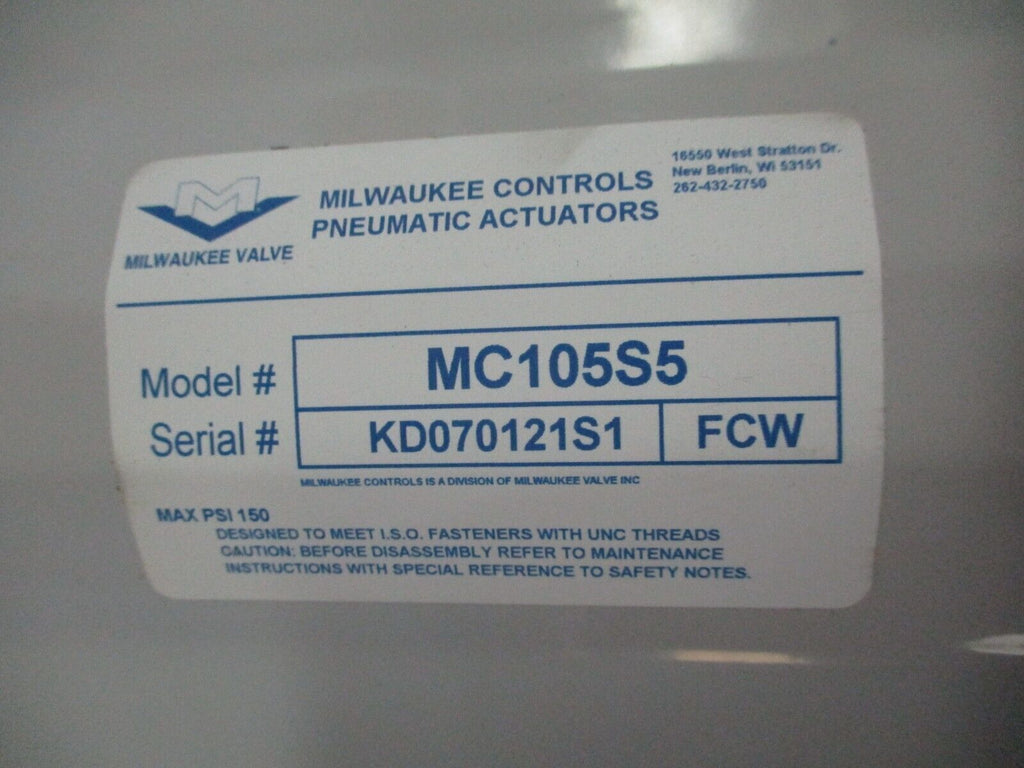 M
MILWAUKEE VALVE
MILWAUKEE CONTROLS
PNEUMATIC ACTUATORS
16550 West Stratton Dr.
New Berlin, WI 53151
262-432-2750
Model # MC105S5
Serial # KD070121S1 FCW
MILWAUKEE CONTROLS IS A DIVISION OF MILWAUKEE VALVE INC
MAX PSI 150
DESIGNED TO MEET I.S.O. FASTENERS WITH UNC THREADS
CAUTION: BEFORE DISASSEMBLY REFER TO MAINTENANCE
INSTRUCTIONS WITH SPECIAL REFERENCE TO SAFETY NOTES.